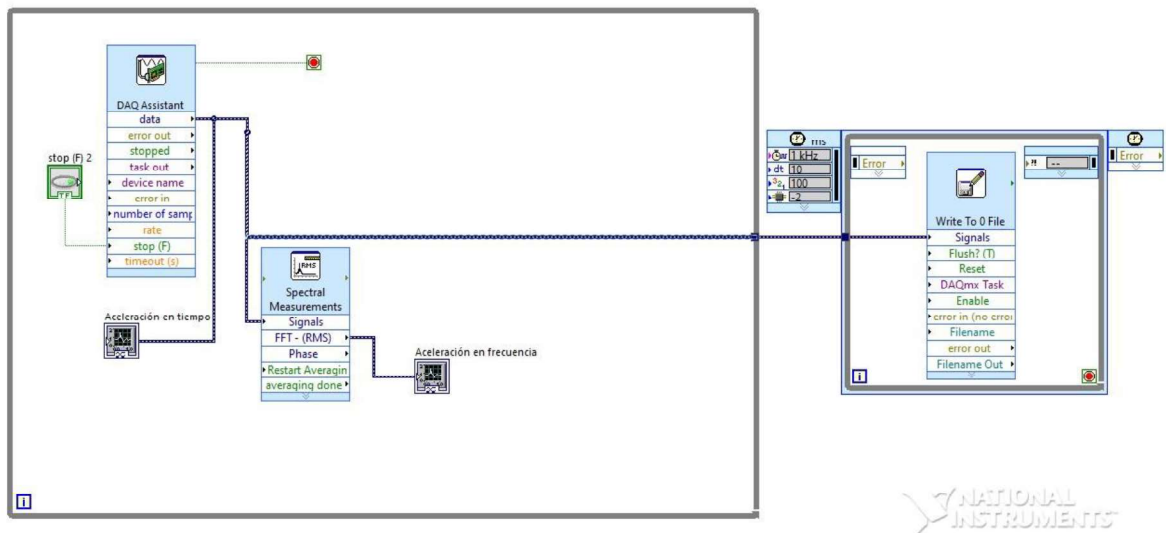 DAQ Assistant
data
error out
stopped
task out
device name
error in
number of samp
rate
stop (F)
timeout (s)
stop (F) 2
TF
Aceleración en tiempo
RMS
Spectral
Measurements
Signals
FFT - (RMS)
Phase
Restart Averagin
averaging done
Aceleración en frecuencia
i
ms
1 kHz
dt 10
321 100
-2
Error
Write To 0 File
Signals
Flush? (T)
Reset
DAQmx Task
Enable
error in (no error
Filename
error out
Filename Out
?! --
Error
i
NATIONAL
INSTRUMENTS